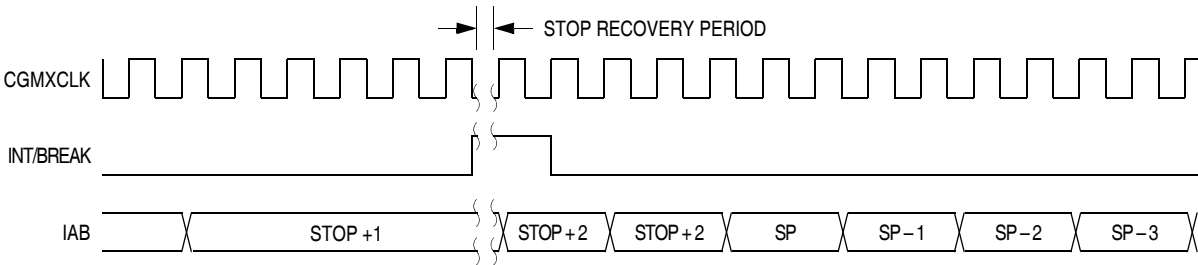 STOP RECOVERY PERIOD
CGMXCLK
INT/BREAK
IAB STOP +1 STOP + 2 STOP + 2 SP SP – 1 SP – 2 SP – 3